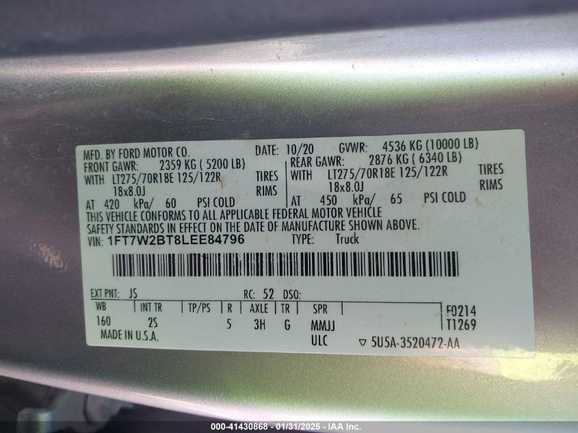 MFD. BY FORD MOTOR CO. DATE: 10/20 GVWR: 4536 KG (10000 LB)
FRONT GAWR: 2359 KG (5200 LB) REAR GAWR: 2876 KG (6340 LB)
WITH LT275/70R18E 125/122R TIRES WITH LT275/70R18E 125/122R TIRES
18x8.0J RIMS 18x8.0J RIMS
AT 420 kPa/ 60 PSI COLD AT 450 kPa/ 65 PSI COLD
THIS VEHICLE CONFORMS TO ALL APPLICABLE FEDERAL MOTOR VEHICLE
SAFETY STANDARDS IN EFFECT ON THE DATE OF MANUFACTURE SHOWN ABOVE.
VIN: 1FT7W2BT8LEE84796 TYPE: Truck
EXT PNT: JS RC: 52 DSO:
WB INT TR TP/PS R AXLE TR SPR F0214
160 2S 5 3H G MMJJ T1269
MADE IN U.S.A. ULC ▽ 5U5A-3520472-AA
000-41430868 - 01/31/2025 - IAA Inc.